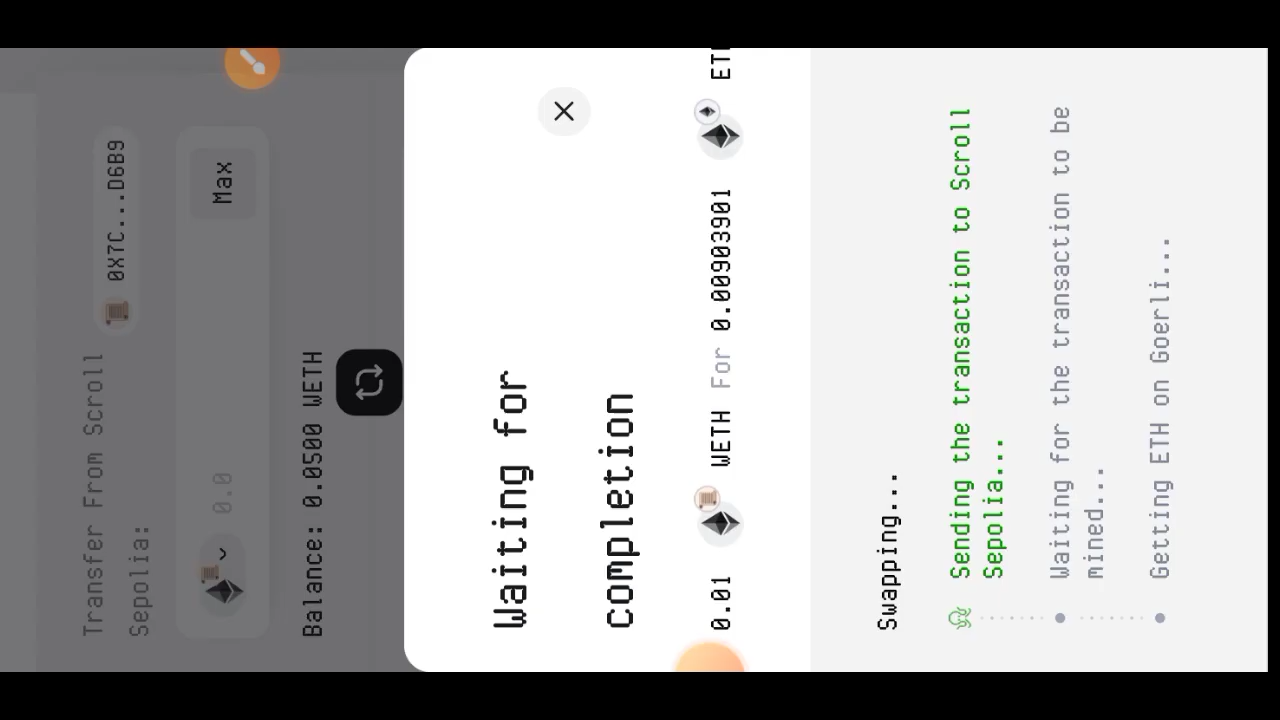 Transfer From Scroll
Sepolia:
0X7C...D6B9
0.0
Max
Balance: 0.0500 WETH
Waiting for
completion
0.01 WETH For 0.00903901 ET
Swapping...
Sending the transaction to Scroll
Sepolia...
Waiting for the transaction to be
mined...
Getting ETH on Goerli...